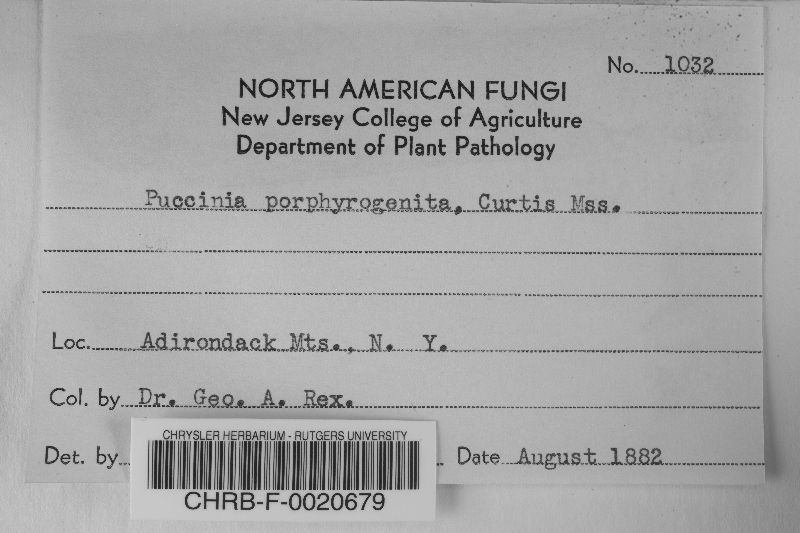 No. 1032
NORTH AMERICAN FUNGI
New Jersey College of Agriculture
Department of Plant Pathology
Puccinia porphyrogenita, Curtis Mss.
Loc. Adirondack Mts., N. Y.
Col. by Dr. Geo. A. Rex.
Det. by Date August 1882
CHRYSLER HERBARIUM - RUTGERS UNIVERSITY
CHRB-F-0020679